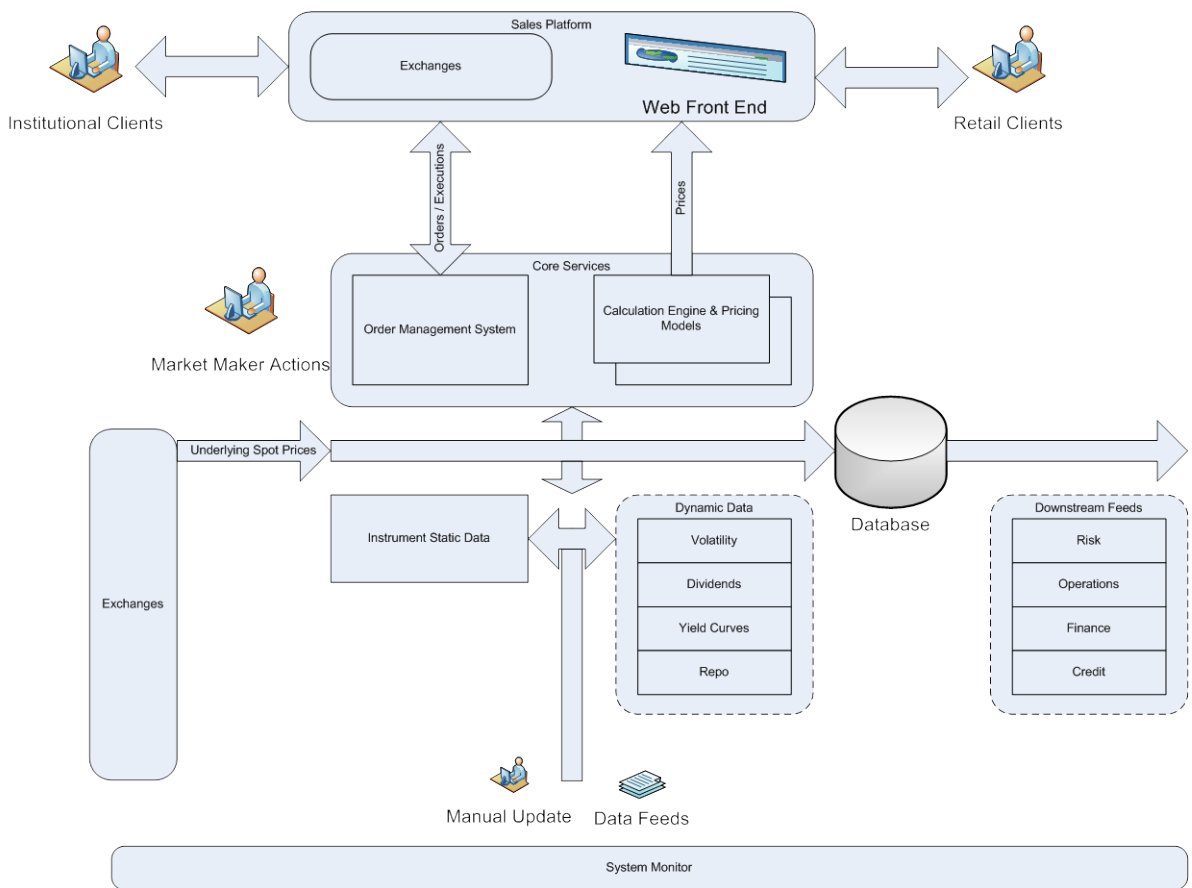 Sales Platform
Exchanges
Web Front End
Institutional Clients
Retail Clients
Orders / Executions
Prices
Core Services
Order Management System
Calculation Engine & Pricing
Models
Market Maker Actions
Underlying Spot Prices
Database
Exchanges
Instrument Static Data
Dynamic Data
Volatility
Dividends
Yield Curves
Repo
Downstream Feeds
Risk
Operations
Finance
Credit
Manual Update
Data Feeds
System Monitor